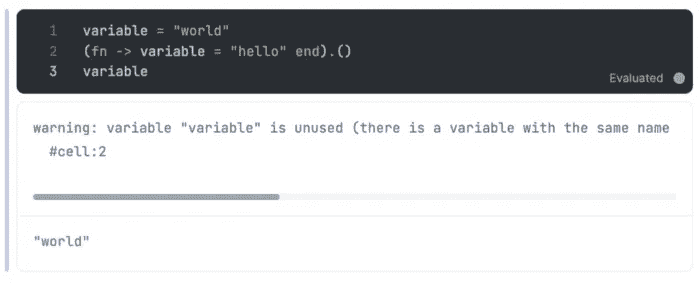 1 variable = "world"
2 (fn -> variable = "hello" end).()
3 variable
Evaluated
warning: variable "variable" is unused (there is a variable with the same name
#cell:2
"world"